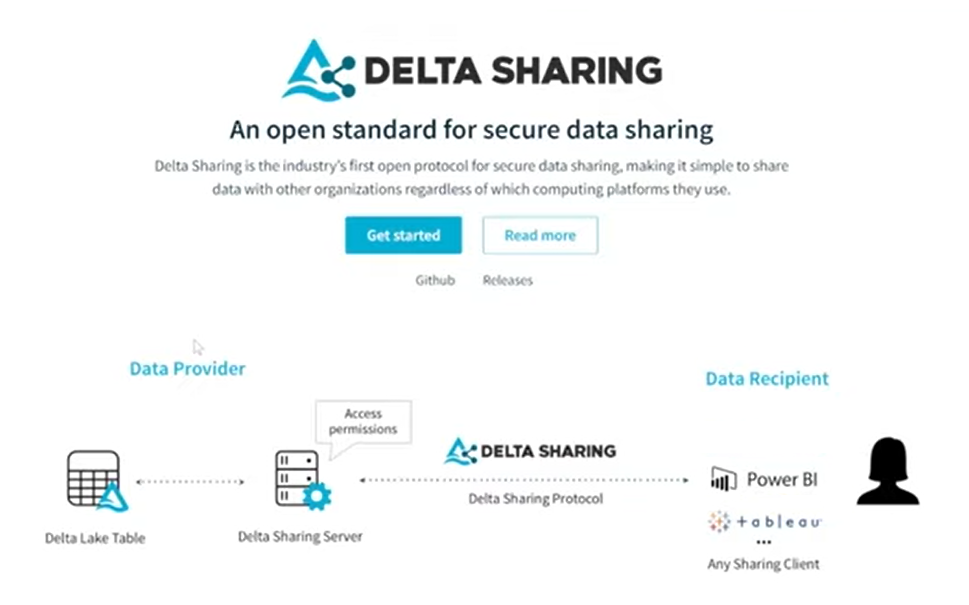 DELTA SHARING
An open standard for secure data sharing
Delta Sharing is the industry's first open protocol for secure data sharing, making it simple to share
data with other organizations regardless of which computing platforms they use.
Get started
Read more
Github
Releases
Data Provider
Data Recipient
Access
permissions
DELTA SHARING
Delta Sharing Protocol
Power BI
+ a b l e a u
...
Delta Lake Table
Delta Sharing Server
Any Sharing Client